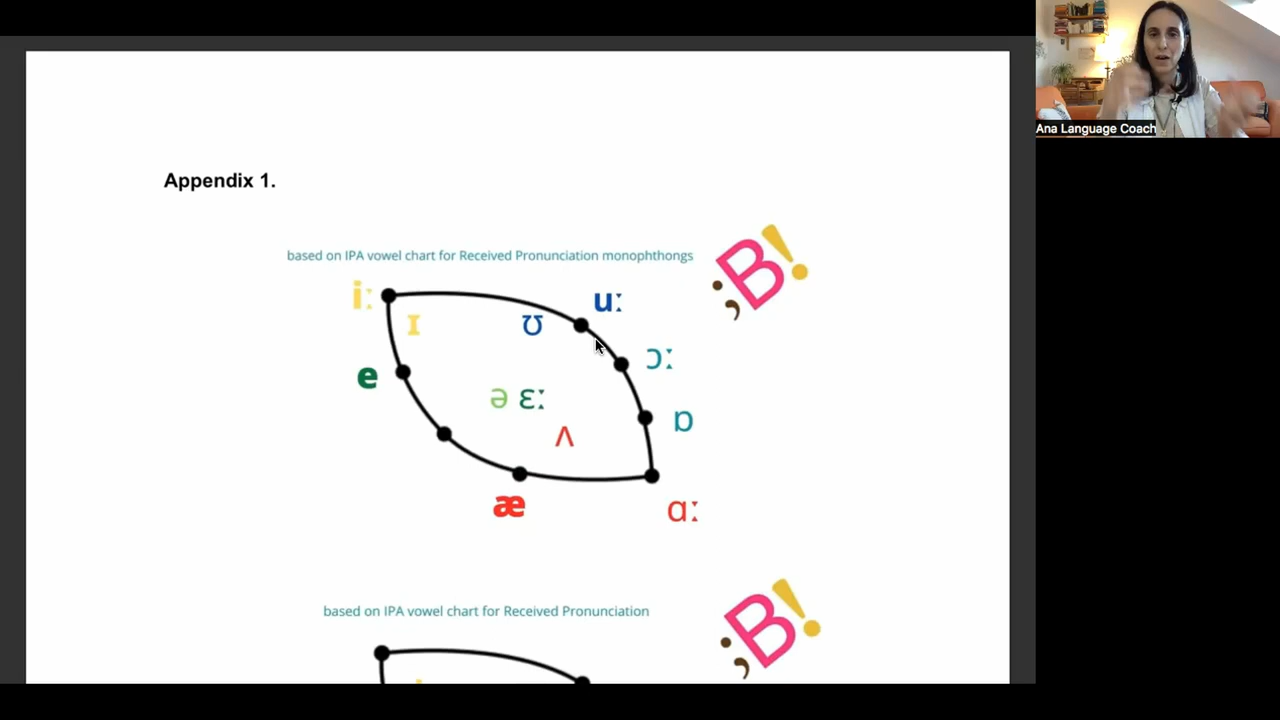 Ana Language Coach
Appendix 1.
based on IPA vowel chart for Received Pronunciation monophthongs
;B!
iː
ɪ
ʊ
uː
e
ɔː
ə ɛː
ʌ
ɒ
æ
ɑː
based on IPA vowel chart for Received Pronunciation
;B!